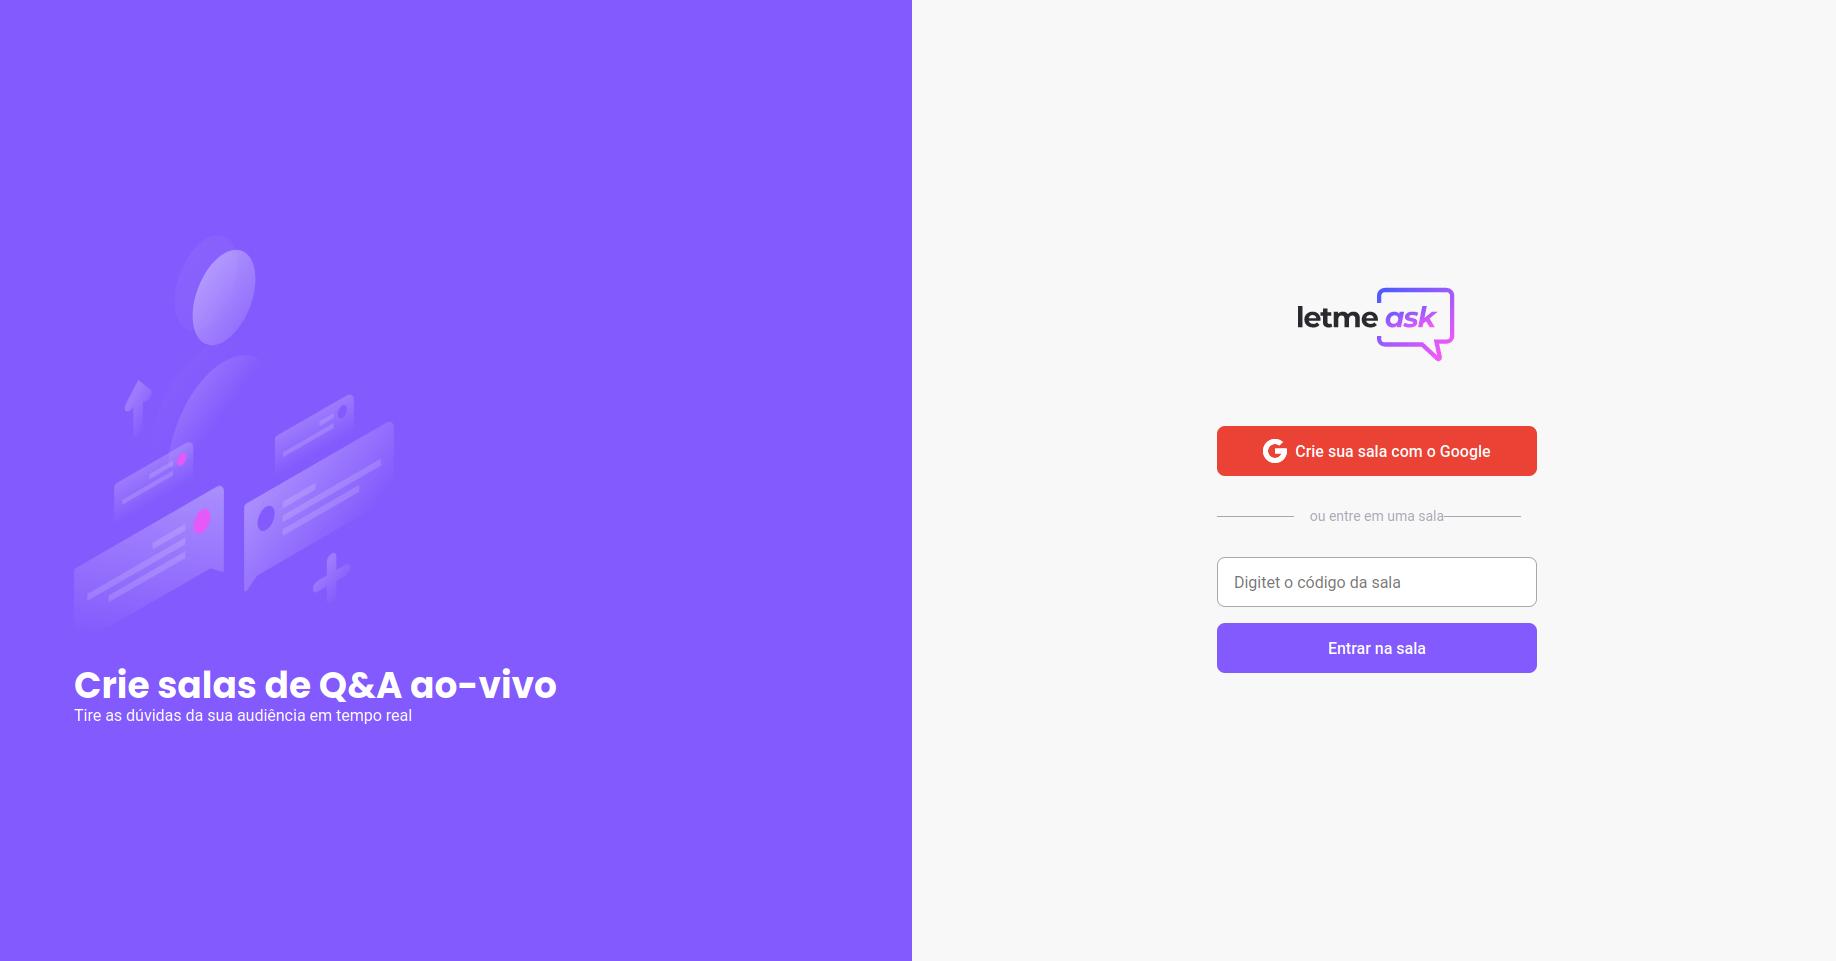 Crie salas de Q&A ao-vivo
Tire as dúvidas da sua audiência em tempo real
letme ask
Crie sua sala com o Google
ou entre em uma sala
Digitet o código da sala
Entrar na sala